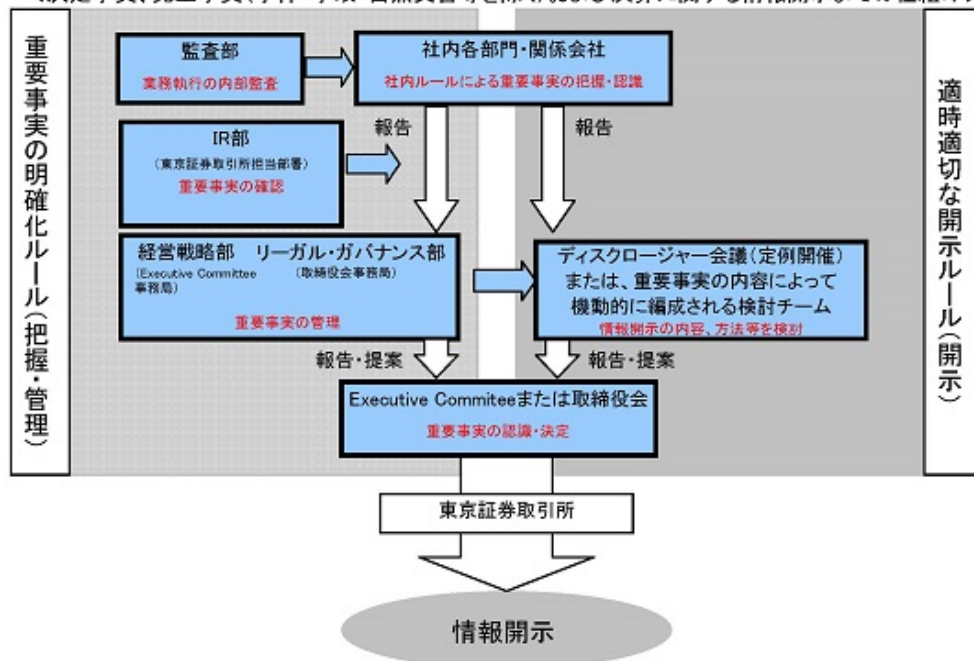 重要事実の明確化ルール（把握・管理）
適時適切な開示ルール（開示）
監査部
業務執行の内部監査
社内各部門・関係会社
社内ルールによる重要事実の把握・認識
報告
報告
IR部
（東京証券取引所担当部署）
重要事実の確認
経営戦略部
（Executive Committee
事務局）
リーガル・ガバナンス部
（取締役会事務局）
重要事実の管理
ディスクロージャー会議（定例開催）
または、重要事実の内容によって
機動的に編成される検討チーム
情報開示の内容、方法等を検討
報告・提案
報告・提案
Executive Commiteeまたは取締役会
重要事実の認識・決定
東京証券取引所
情報開示